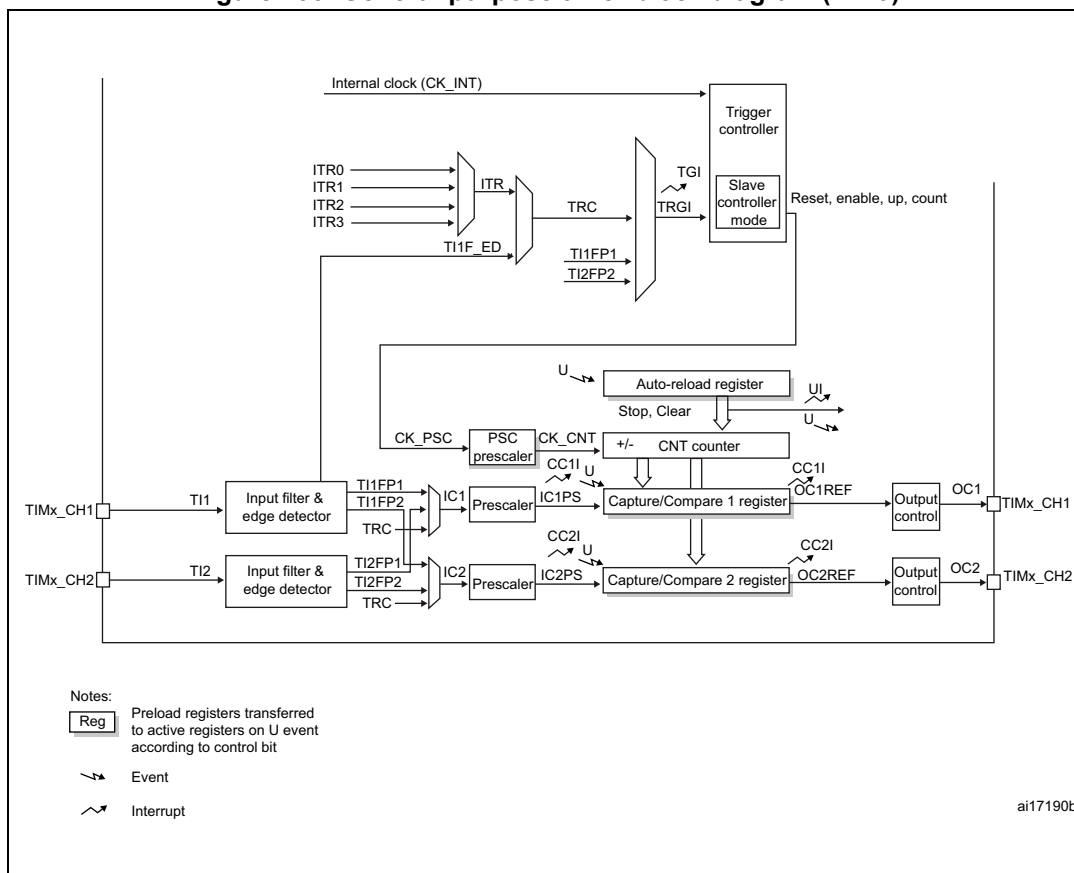 Internal clock (CK_INT)
Trigger
controller
TGI
ITR0
ITR1
ITR2
ITR3
ITR
TRC
TRGI
Slave
controller
mode
Reset, enable, up, count
TI1F_ED
TI1FP1
TI2FP2
U
Auto-reload register
UI
Stop, Clear
U
CK_PSC
PSC
prescaler
CK_CNT
+/-
CNT counter
TI1FP1
CC1I
U
CC1I
TIMx_CH1
TI1
Input filter &
edge detector
TI1FP2
IC1
Prescaler
IC1PS
Capture/Compare 1 register
OC1REF
Output
control
OC1
TIMx_CH1
TRC
CC2I
U
CC2I
TIMx_CH2
TI2
Input filter &
edge detector
TI2FP1
TI2FP2
IC2
Prescaler
IC2PS
Capture/Compare 2 register
OC2REF
Output
control
OC2
TIMx_CH2
TRC
Notes:
Reg
Preload registers transferred
to active registers on U event
according to control bit
Event
Interrupt
ai17190b